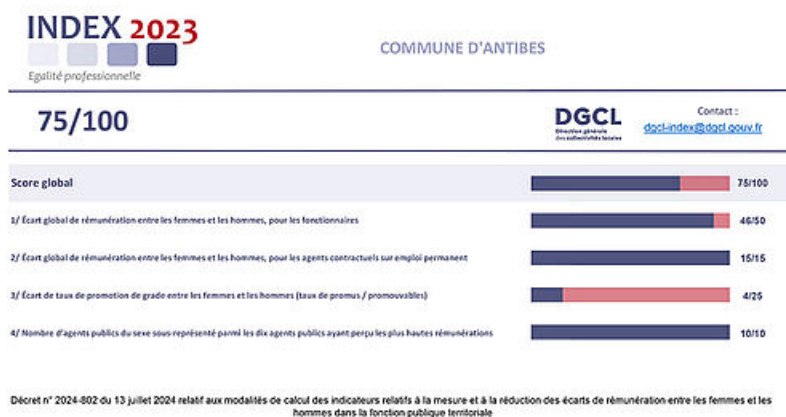 INDEX 2023
Egalité professionnelle
COMMUNE D'ANTIBES
75/100
DGCL
Direction générale
des collectivités locales
Contact :
dgcl-index@dgcl.gouv.fr
Score global
75/100
1/ Écart global de rémunération entre les femmes et les hommes, pour les fonctionnaires
46/50
2/ Écart global de rémunération entre les femmes et les hommes, pour les agents contractuels sur emploi permanent
15/15
3/ Écart de taux de promotion de grade entre les femmes et les hommes (taux de promus / promouvables)
4/25
4/ Nombre d'agents publics du sexe sous-représenté parmi les dix agents publics ayant perçu les plus hautes rémunérations
10/10
Décret n° 2024-802 du 13 juillet 2024 relatif aux modalités de calcul des indicateurs relatifs à la mesure et à la réduction des écarts de rémunération entre les femmes et les
hommes dans la fonction publique territoriale